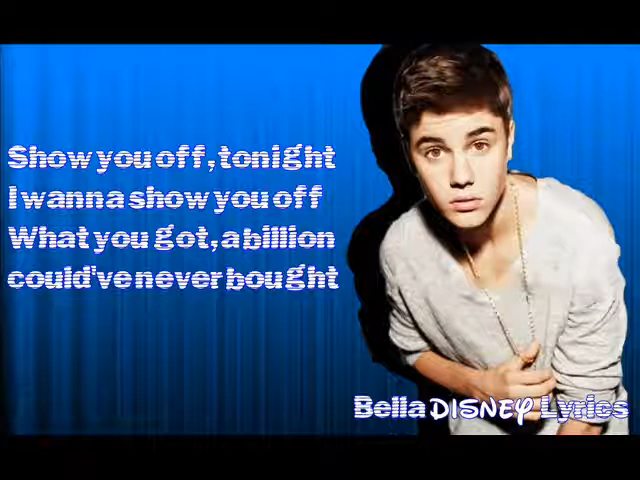 Show you off, tonight
I wanna show you off
What you got, a billion
could've never bought
Bella DISNEY Lyrics